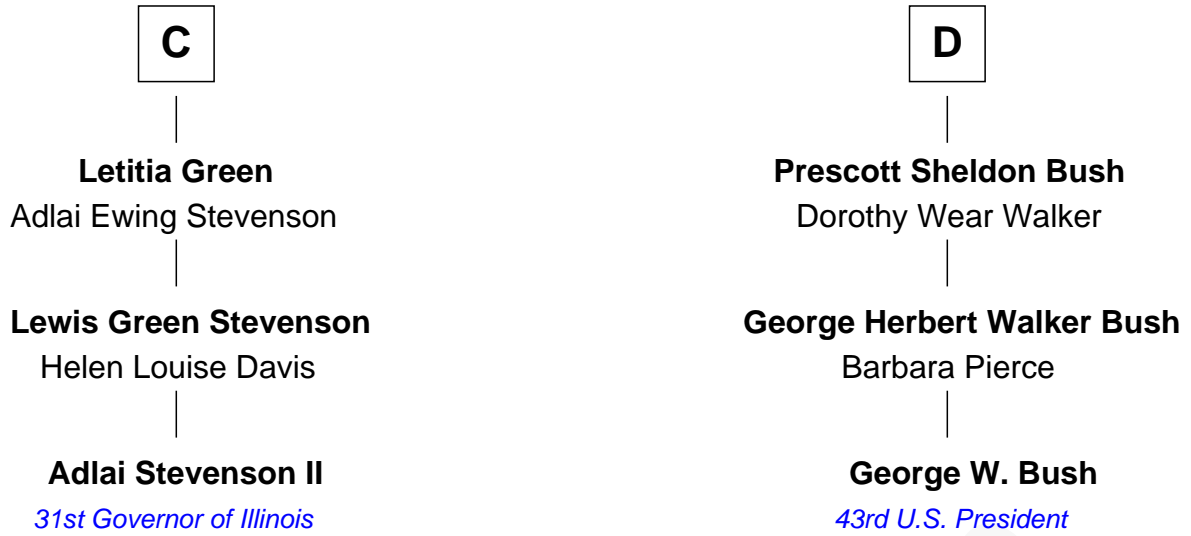 C
D
Letitia Green
Prescott Sheldon Bush
Adlai Ewing Stevenson
Dorothy Wear Walker
Lewis Green Stevenson
George Herbert Walker Bush
Helen Louise Davis
Barbara Pierce
Adlai Stevenson II
George W. Bush
31st Governor of Illinois
43rd U.S. President